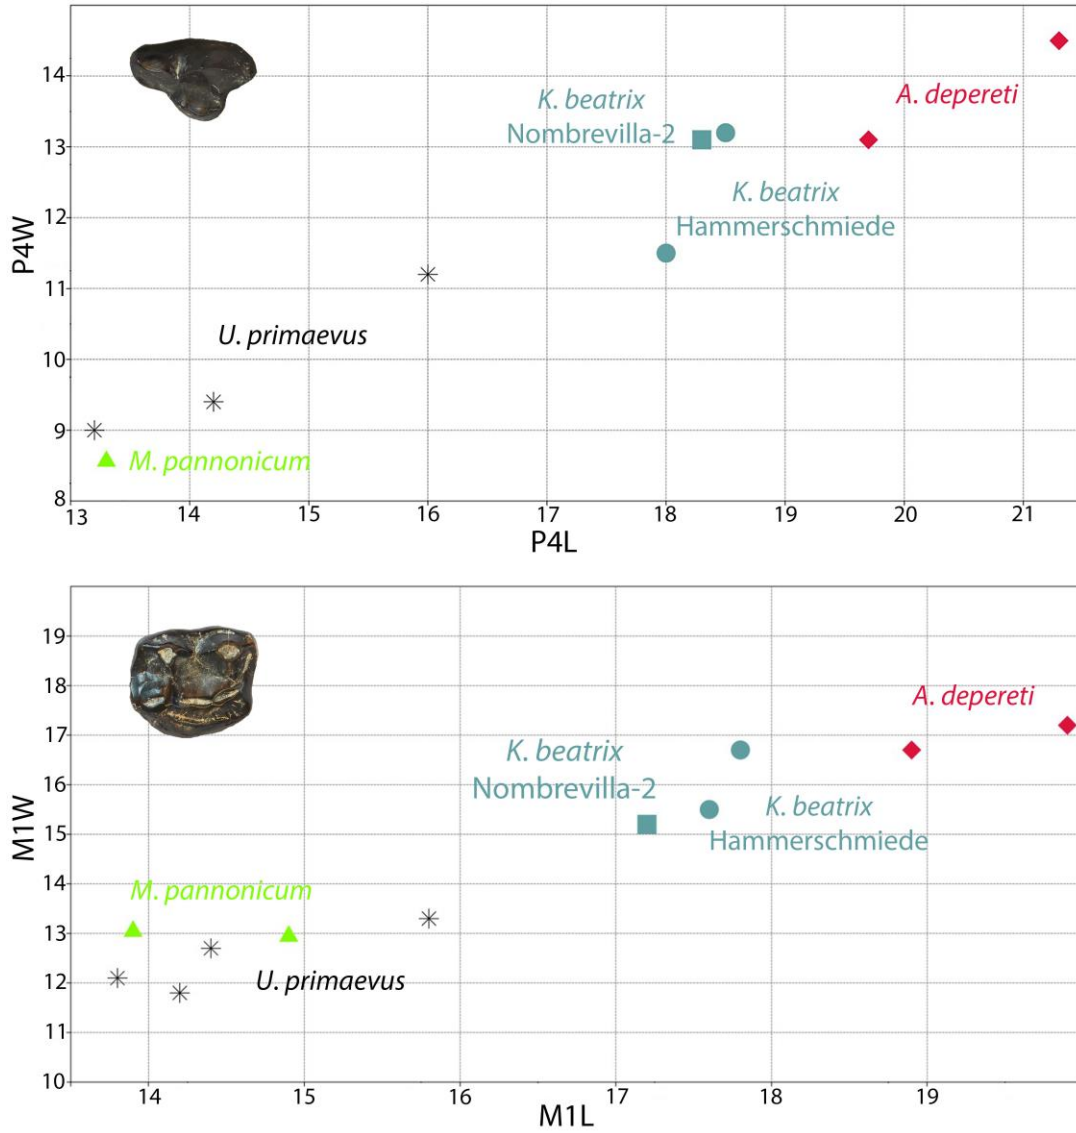 14
13
12
11
10
9
8
P4W
K. beatrix
Nombrevilla-2
A. depereti
K. beatrix
Hammerschmiede
U. primaevus
M. pannonicum
13 14 15 16 17 18 19 20 21
P4L
19
18
17
16
15
14
13
12
11
10
M1W
A. depereti
K. beatrix
Nombrevilla-2
K. beatrix
Hammerschmiede
M. pannonicum
U. primaevus
14 15 16 17 18 19
M1L